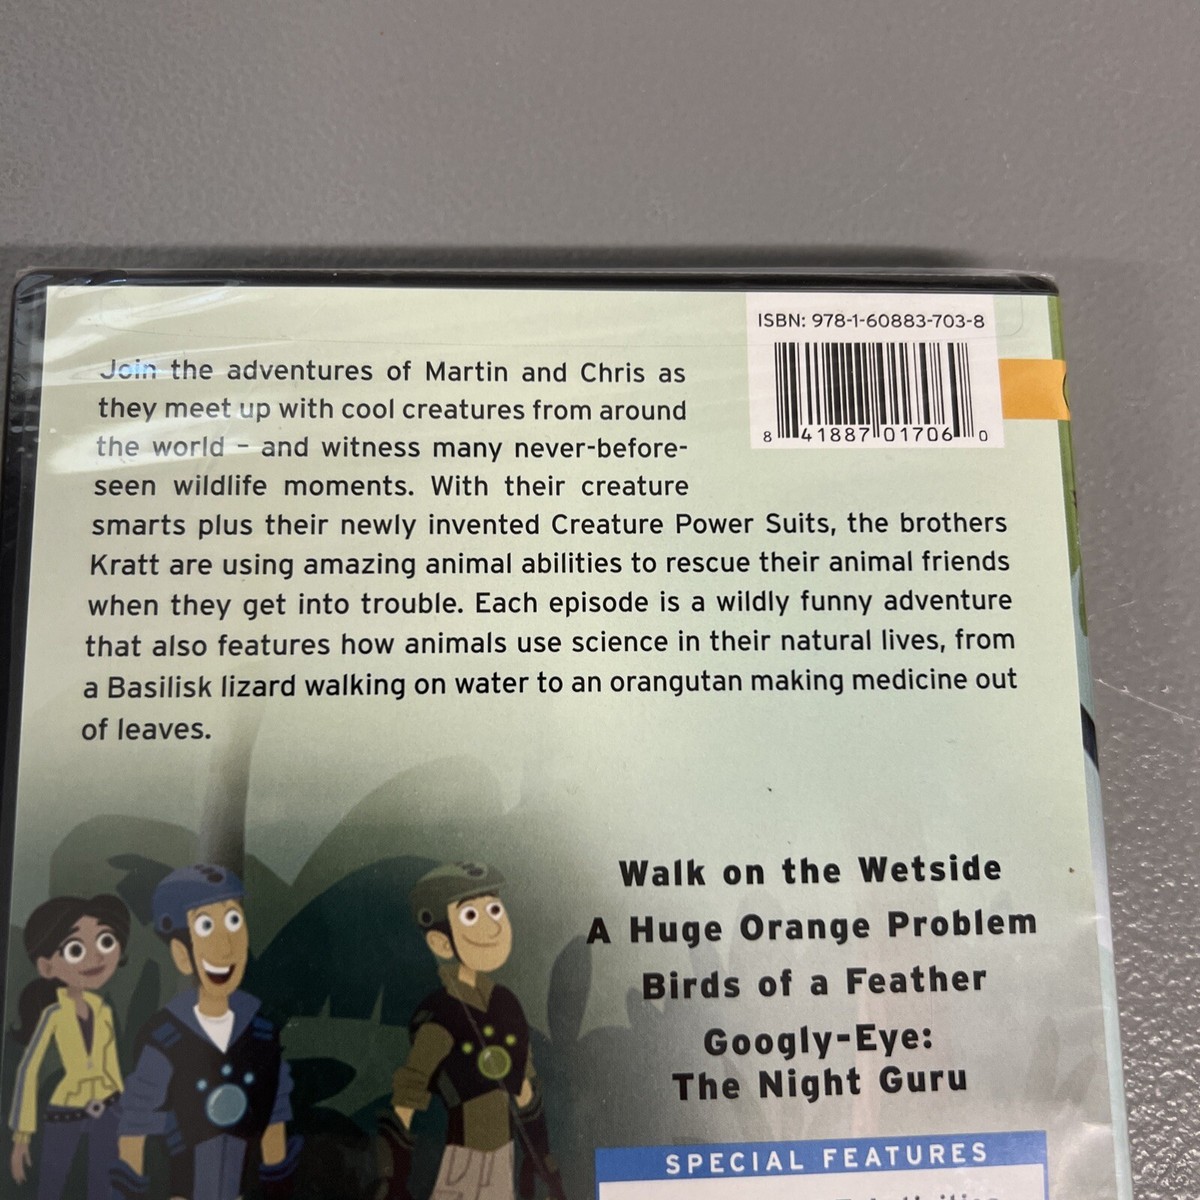 ISBN: 978-1-60883-703-8
8 41887 01706 0
Join the adventures of Martin and Chris as
they meet up with cool creatures from around
the world – and witness many never-before-
seen wildlife moments. With their creature
smarts plus their newly invented Creature Power Suits, the brothers
Kratt are using amazing animal abilities to rescue their animal friends
when they get into trouble. Each episode is a wildly funny adventure
that also features how animals use science in their natural lives, from
a Basilisk lizard walking on water to an orangutan making medicine out
of leaves.
Walk on the Wetside
A Huge Orange Problem
Birds of a Feather
Googly-Eye:
The Night Guru
SPECIAL FEATURES